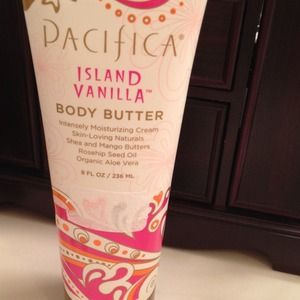 PACIFICA®
ISLAND
VANILLA™
BODY BUTTER
Intensely Moisturizing Cream
Skin-Loving Naturals
Shea and Mango Butters
Rosehip Seed Oil
Organic Aloe Vera
8 FL OZ / 236 ML